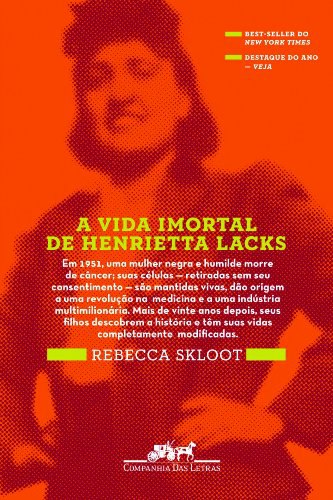 BEST-SELLER DO
NEW YORK TIMES
DESTAQUE DO ANO
— VEJA
A VIDA IMORTAL
DE HENRIETTA LACKS
Em 1951, uma mulher negra e humilde morre
de câncer; suas células — retiradas sem seu
consentimento — são mantidas vivas, dão origem
a uma revolução na medicina e a uma indústria
multimilionária. Mais de vinte anos depois, seus
filhos descobrem a história e têm suas vidas
completamente modificadas.
REBECCA SKLOOT
COMPANHIA DAS LETRAS